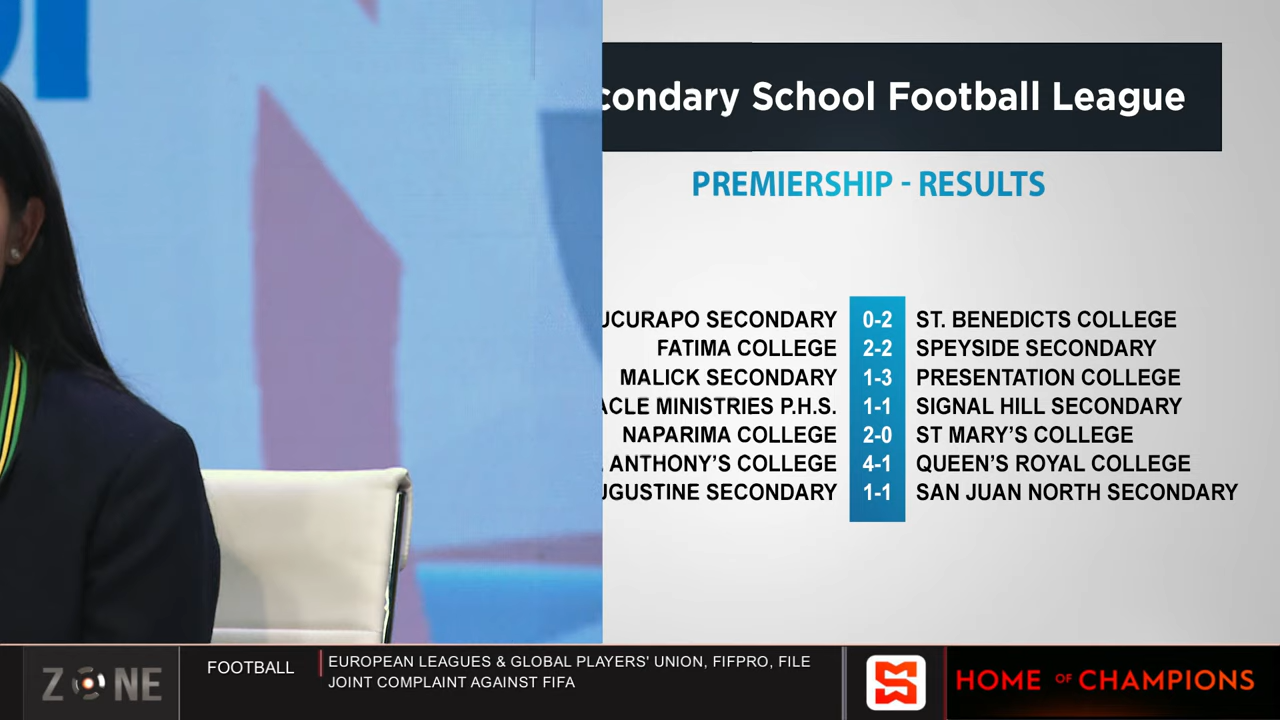 condary School Football League
PREMIERSHIP - RESULTS
UCURAPO SECONDARY 0-2 ST. BENEDICTS COLLEGE
FATIMA COLLEGE 2-2 SPEYSIDE SECONDARY
MALICK SECONDARY 1-3 PRESENTATION COLLEGE
ACLE MINISTRIES P.H.S. 1-1 SIGNAL HILL SECONDARY
NAPARIMA COLLEGE 2-0 ST MARY'S COLLEGE
. ANTHONY'S COLLEGE 4-1 QUEEN'S ROYAL COLLEGE
UGUSTINE SECONDARY 1-1 SAN JUAN NORTH SECONDARY
ZONE FOOTBALL EUROPEAN LEAGUES & GLOBAL PLAYERS' UNION, FIFPRO, FILE
JOINT COMPLAINT AGAINST FIFA
HOME OF CHAMPIONS